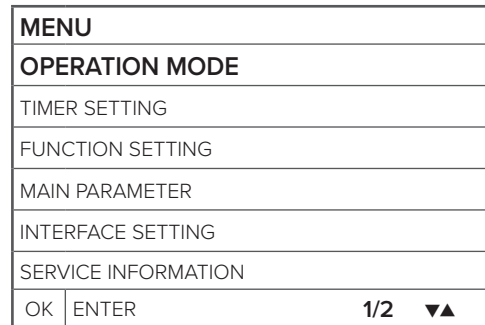 MENU
OPERATION MODE
TIMER SETTING
FUNCTION SETTING
MAIN PARAMETER
INTERFACE SETTING
SERVICE INFORMATION
OK ENTER 1/2 ▼▲